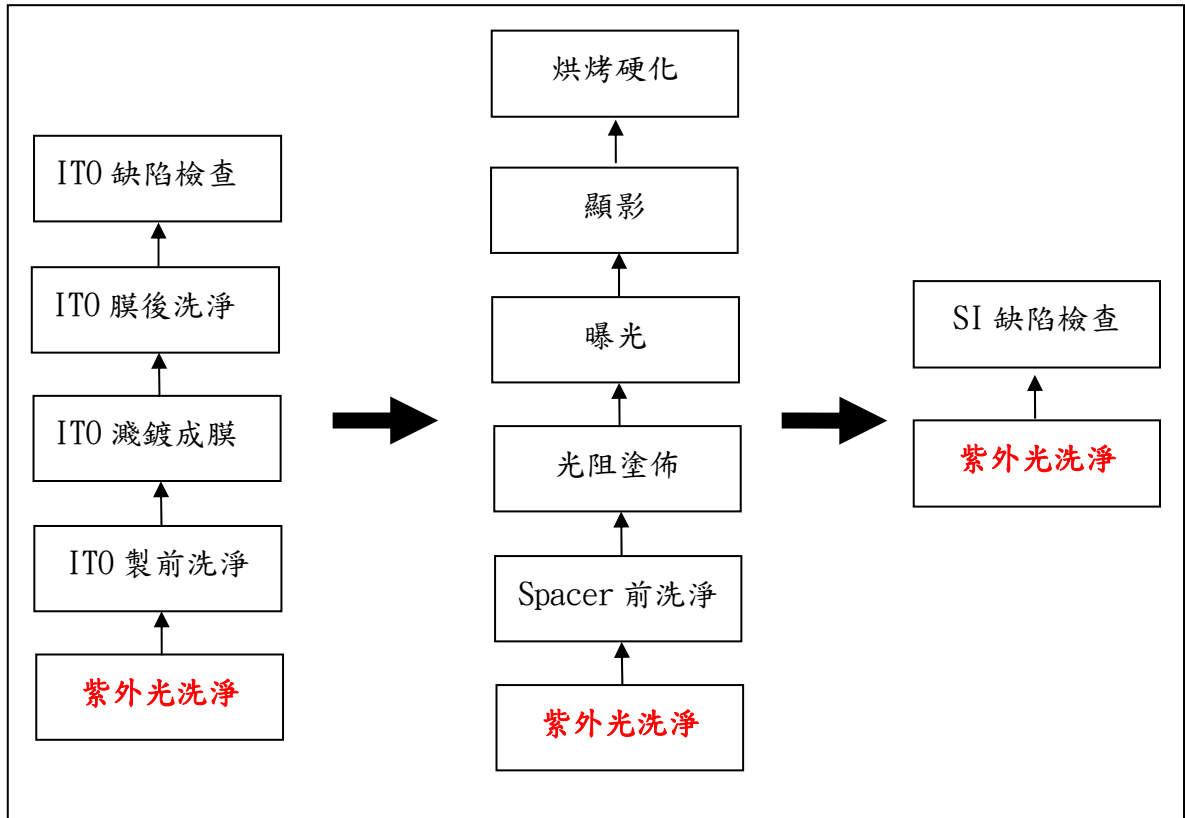 ITO 缺陷檢查
ITO 膜後洗淨
ITO 濺鍍成膜
ITO 製前洗淨
紫外光洗淨
烘烤硬化
顯影
曝光
光阻塗佈
Spacer 前洗淨
紫外光洗淨
SI 缺陷檢查
紫外光洗淨